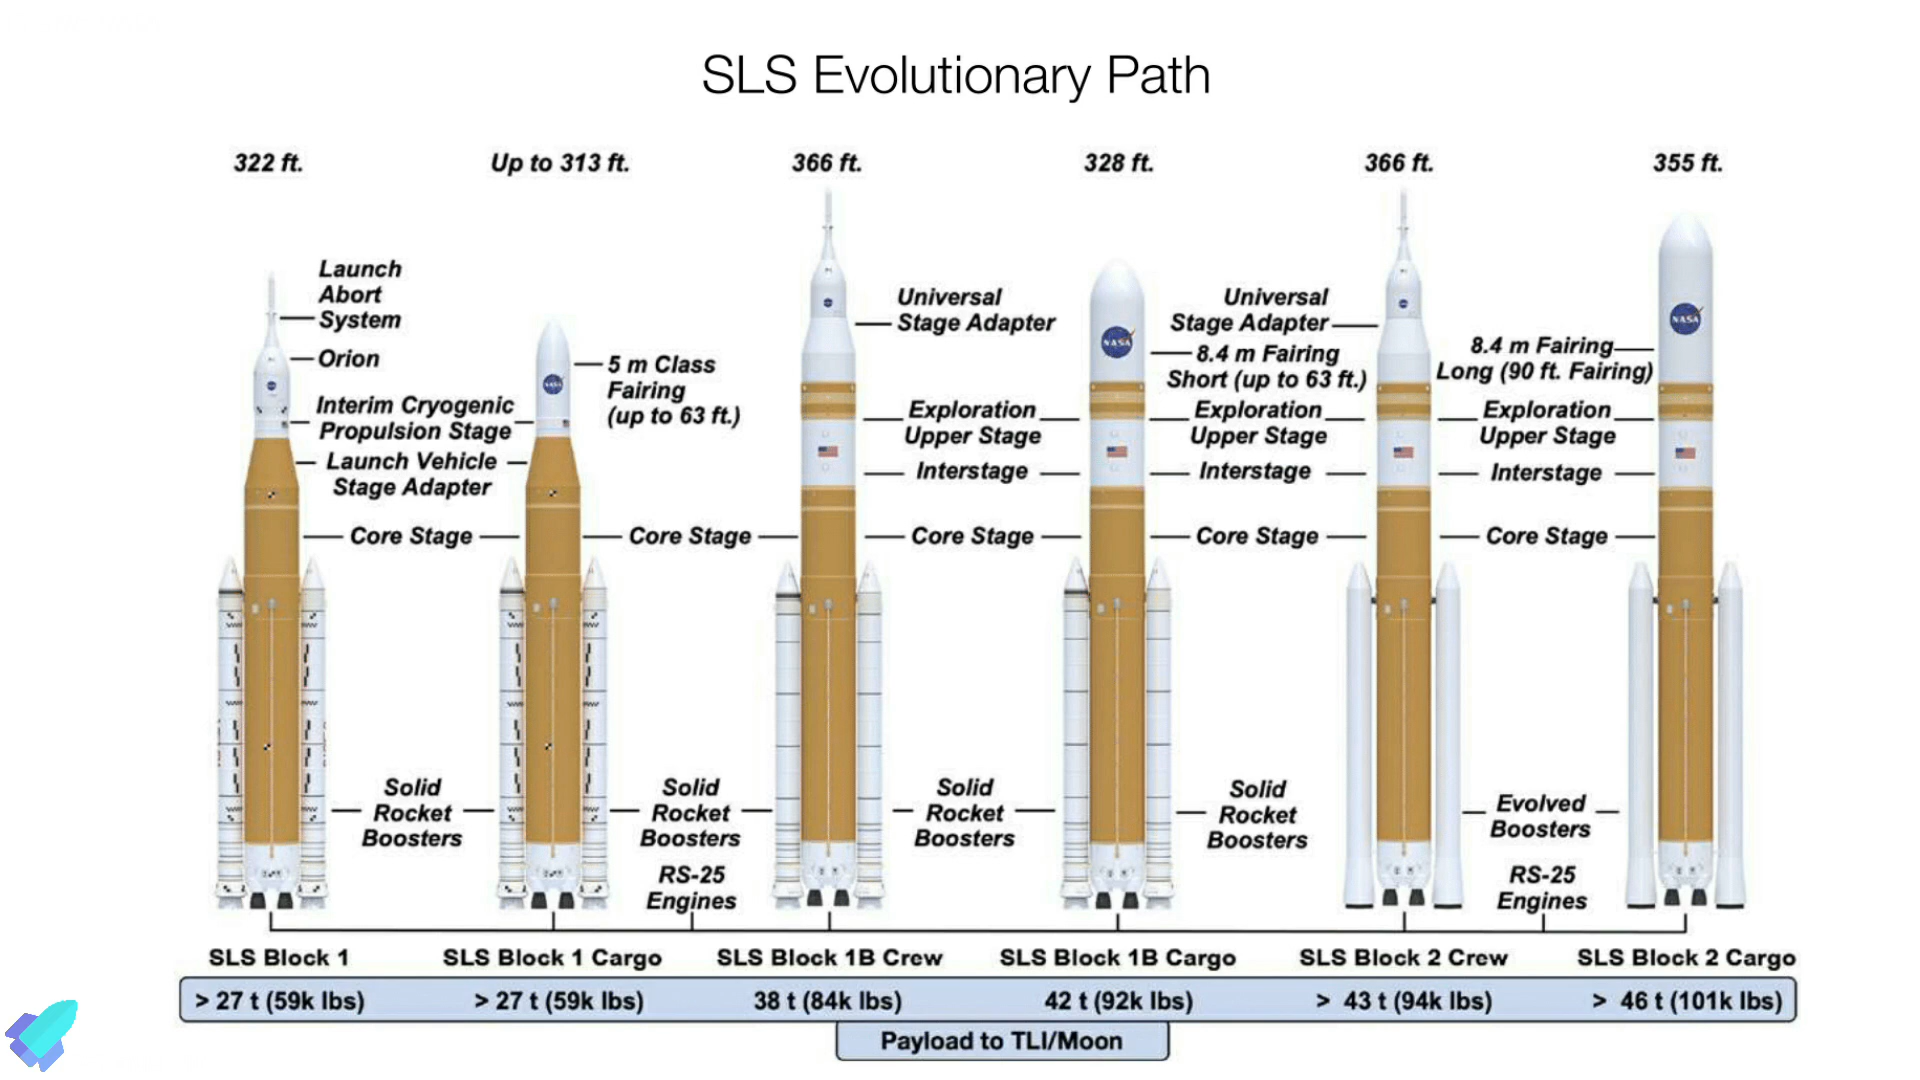 SLS Evolutionary Path
322 ft.
Up to 313 ft.
366 ft.
328 ft.
366 ft.
355 ft.
Launch
Abort
System
Orion
Interim Cryogenic
Propulsion Stage
Launch Vehicle
Stage Adapter
5 m Class
Fairing
(up to 63 ft.)
Universal
Stage Adapter
Exploration
Upper Stage
Interstage
NASA
8.4 m Fairing
Short (up to 63 ft.)
Universal
Stage Adapter
Exploration
Upper Stage
Interstage
NASA
8.4 m Fairing
Long (90 ft. Fairing)
Exploration
Upper Stage
Interstage
Core Stage
Core Stage
Core Stage
Core Stage
Core Stage
Solid
Rocket
Boosters
Solid
Rocket
Boosters
Solid
Rocket
Boosters
Solid
Rocket
Boosters
Evolved
Boosters
RS-25
Engines
RS-25
Engines
SLS Block 1
SLS Block 1 Cargo
SLS Block 1B Crew
SLS Block 1B Cargo
SLS Block 2 Crew
SLS Block 2 Cargo
> 27 t (59k lbs)
> 27 t (59k lbs)
38 t (84k lbs)
42 t (92k lbs)
> 43 t (94k lbs)
> 46 t (101k lbs)
Payload to TLI/Moon